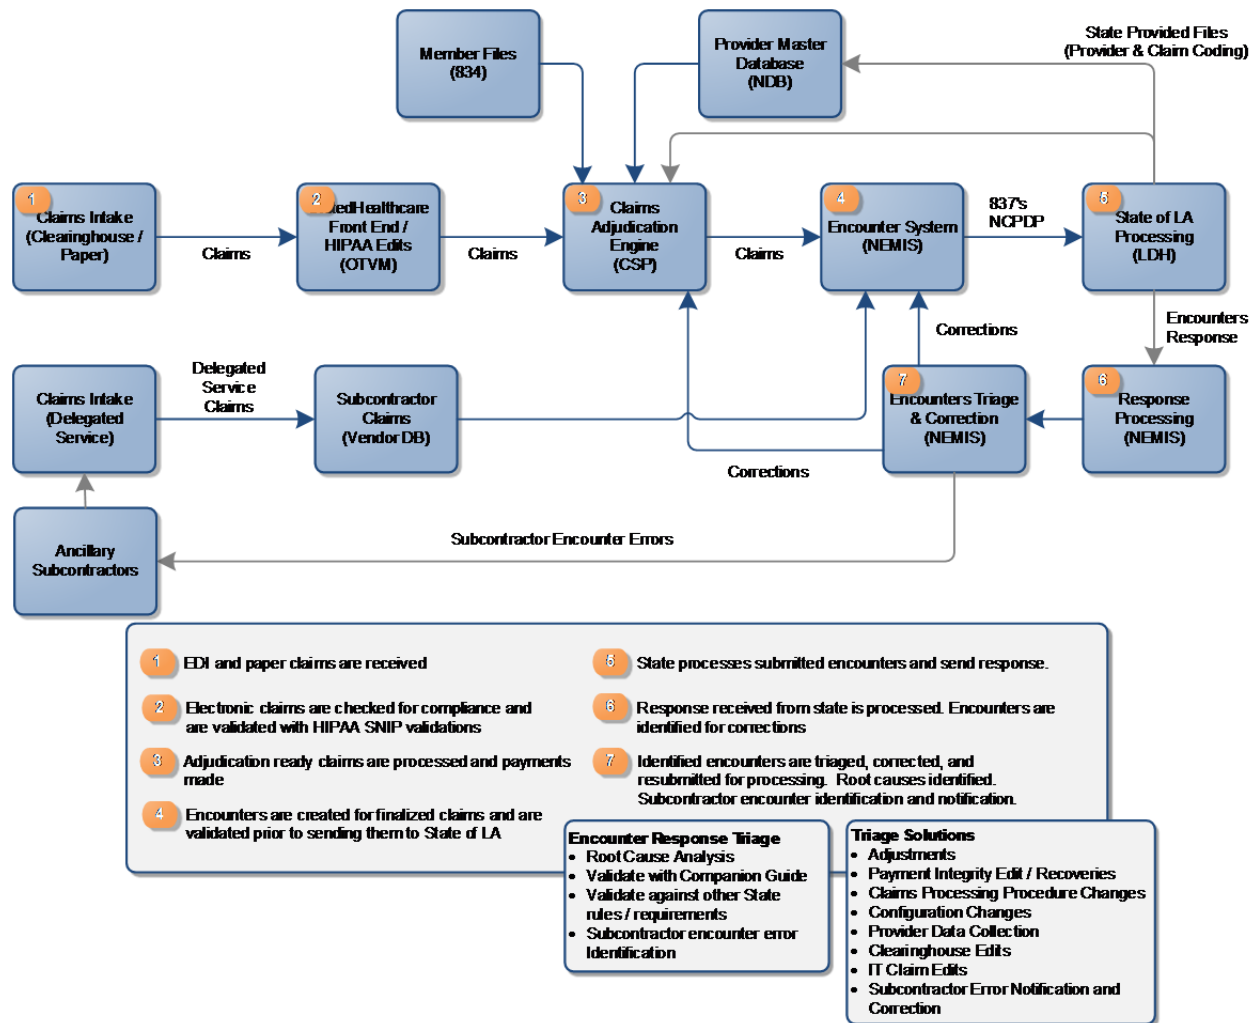 Member Files
(834)
Provider Master
Database
(NDB)
State Provided Files
(Provider & Claim Coding)
1
Claims Intake
(Clearinghouse /
Paper)
Claims
2
Front End /
HIPAA Edits
(OTVM)
Claims
3
Claims
Adjudication
Engine
(CSP)
Claims
4
Encounter System
(NEMIS)
837's
NCPDP
5
State of LA
Processing
(LDH)
Encounters
Response
Corrections
Claims Intake
(Delegated
Service)
Delegated
Service
Claims
Subcontractor
Claims
(Vendor DB)
7
Encounters Triage
& Correction
(NEMIS)
6
Response
Processing
(NEMIS)
Corrections
Ancillary
Subcontractors
Subcontractor Encounter Errors
1 EDI and paper claims are received
2 Electronic claims are checked for compliance and
are validated with HIPAA SNIP validations
3 Adjudication ready claims are processed and payments
made
4 Encounters are created for finalized claims and are
validated prior to sending them to State of LA
5 State processes submitted encounters and send response.
6 Response received from state is processed. Encounters are
identified for corrections
7 Identified encounters are triaged, corrected, and
resubmitted for processing. Root causes identified.
Subcontractor encounter identification and notification.
Encounter Response Triage
• Root Cause Analysis
• Validate with Companion Guide
• Validate against other State
rules / requirements
• Subcontractor encounter error
Identification
Triage Solutions
• Adjustments
• Payment Integrity Edit / Recoveries
• Claims Processing Procedure Changes
• Configuration Changes
• Provider Data Collection
• Clearinghouse Edits
• IT Claim Edits
• Subcontractor Error Notification and
Correction